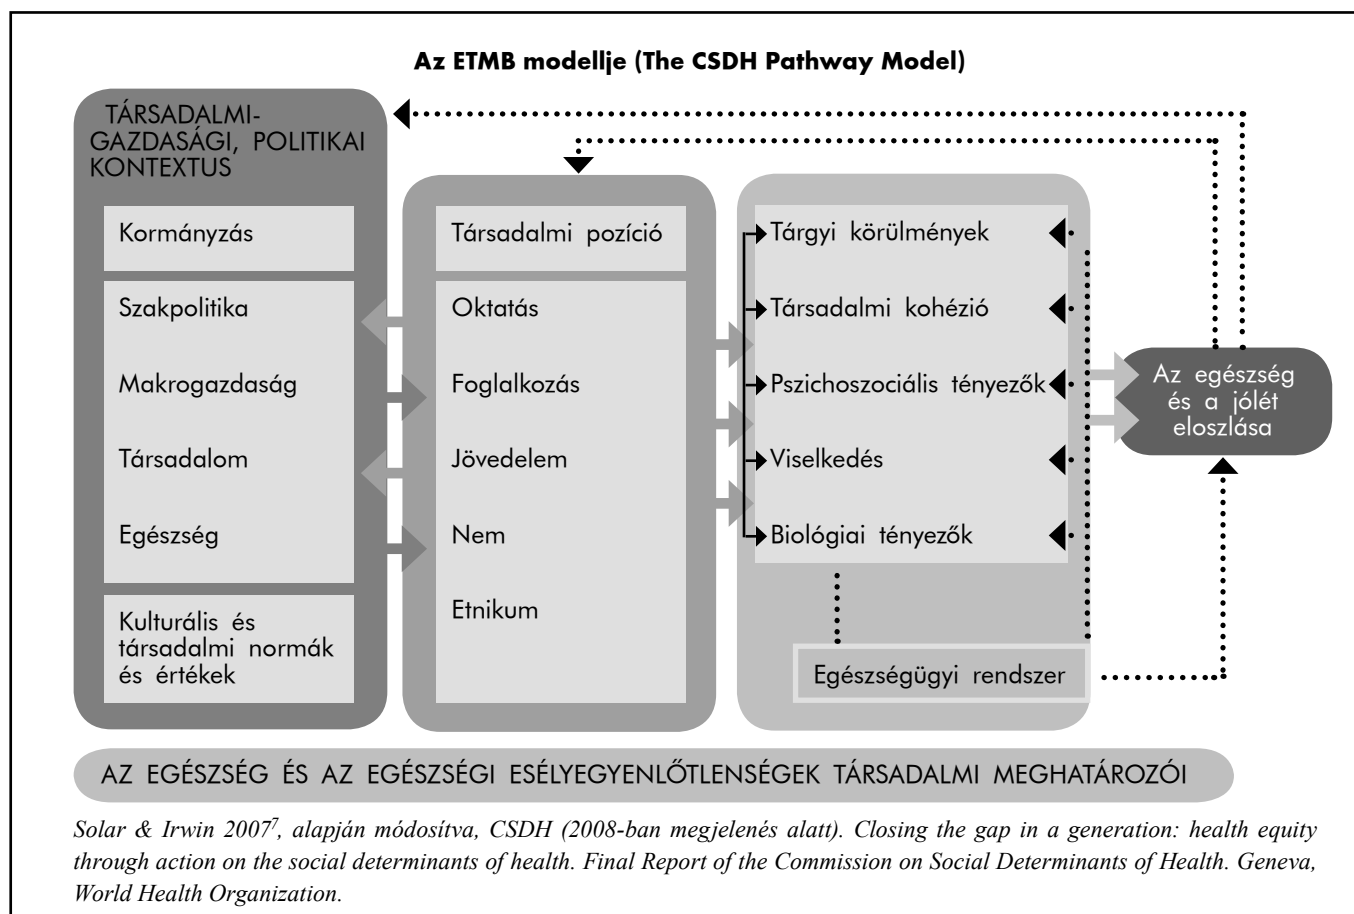 Az ETMB modellje (The CSDH Pathway Model)
TÁRSADALMI-
GAZDASÁGI, POLITIKAI
KONTEXTUS
Kormányzás
Szakpolitika
Makrogazdaság
Társadalom
Egészség
Kulturális és
társadalmi normák
és értékek
Társadalmi pozíció
Oktatás
Foglalkozás
Jövedelem
Nem
Etnikum
Tárgyi körülmények
Társadalmi kohézió
Pszichoszociális tényezők
Viselkedés
Biológiai tényezők
Egészségügyi rendszer
Az egészség
és a jólét
eloszlása
AZ EGÉSZSÉG ÉS AZ EGÉSZSÉGI ESÉLYEGYENLŐTLENSÉGEK TÁRSADALMI MEGHATÁROZÓI
Solar & Irwin 2007⁷, alapján módosítva, CSDH (2008-ban megjelenés alatt). Closing the gap in a generation: health equity
through action on the social determinants of health. Final Report of the Commission on Social Determinants of Health. Geneva,
World Health Organization.